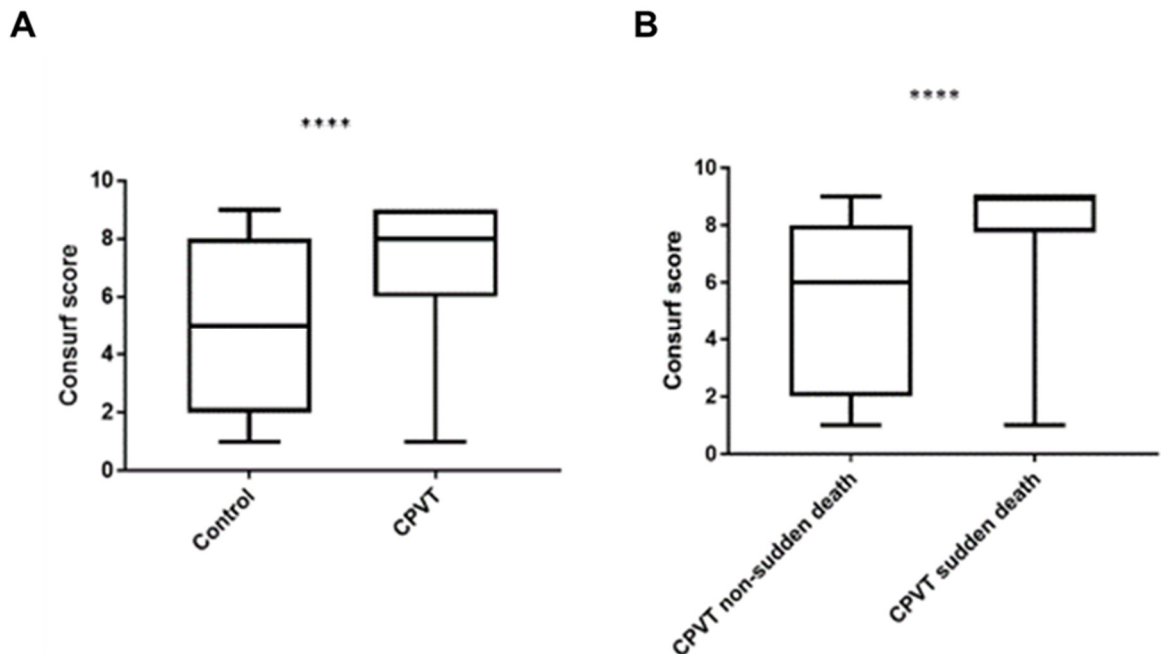 A
****
Consurf score
10
8
6
4
2
0
Control
CPVT
B
****
Consurf score
10
8
6
4
2
0
CPVT non-sudden death
CPVT sudden death